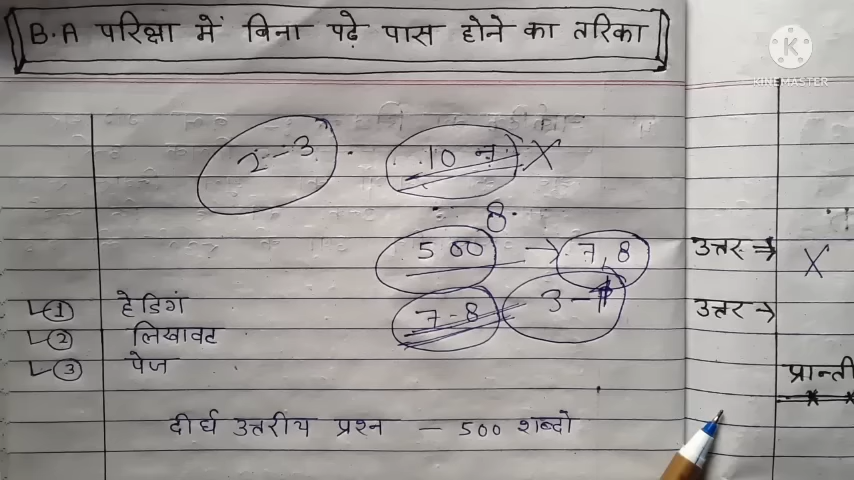 B.A परिक्षा में बिना पढ़े पास होने का तरिका
K
KINEMASTER
2-3. 10 न. X
8.
500 → 7,8 उत्तर → X
① हेडिगं 7-8 3-4 उत्तर →
② लिखावट
③ पेज
प्रान्ती
दीर्घ उत्तरीय प्रश्न - 500 शब्दो